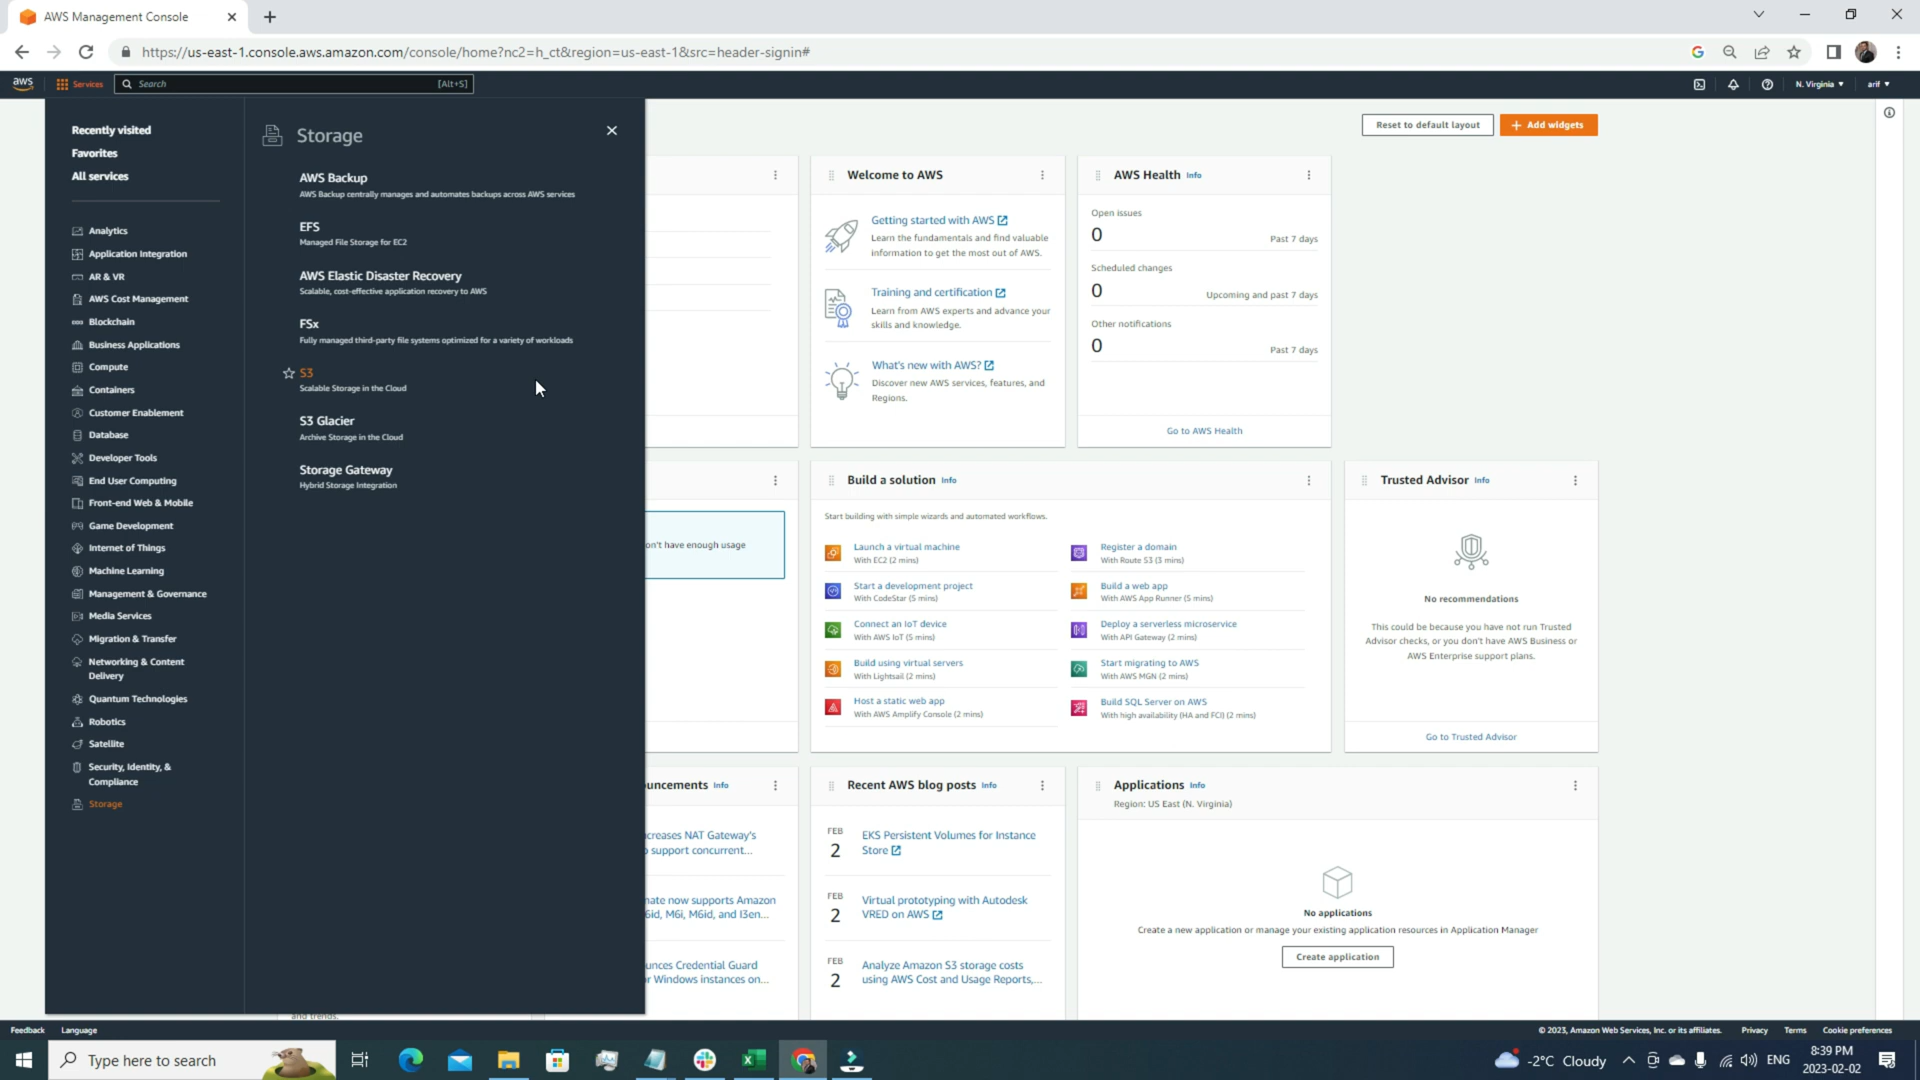 AWS Management Console
https://us-east-1.console.aws.amazon.com/console/home?nc2=h_ct&region=us-east-1&src=header-signin#
aws
Services
Search
[Alt+S]
N. Virginia
arif
Recently visited
Favorites
All services
Analytics
Application Integration
AR & VR
AWS Cost Management
Blockchain
Business Applications
Compute
Containers
Customer Enablement
Database
Developer Tools
End User Computing
Front-end Web & Mobile
Game Development
Internet of Things
Machine Learning
Management & Governance
Media Services
Migration & Transfer
Networking & Content
Delivery
Quantum Technologies
Robotics
Satellite
Security, Identity, &
Compliance
Storage
Storage
AWS Backup
AWS Backup centrally manages and automates backups across AWS services
EFS
Managed File Storage for EC2
AWS Elastic Disaster Recovery
Scalable, cost-effective application recovery to AWS
FSx
Fully managed third-party file systems optimized for a variety of workloads
S3
Scalable Storage in the Cloud
S3 Glacier
Archive Storage in the Cloud
Storage Gateway
Hybrid Storage Integration
Reset to default layout
+ Add widgets
Welcome to AWS
Getting started with AWS
Learn the fundamentals and find valuable
information to get the most out of AWS.
Training and certification
Learn from AWS experts and advance your
skills and knowledge.
What's new with AWS?
Discover new AWS services, features, and
Regions.
AWS Health Info
Open issues
0
Past 7 days
Scheduled changes
0
Upcoming and past 7 days
Other notifications
0
Past 7 days
Go to AWS Health
on't have enough usage
Build a solution Info
Start building with simple wizards and automated workflows.
Launch a virtual machine
With EC2 (2 mins)
Start a development project
With CodeStar (5 mins)
Connect an IoT device
With AWS IoT (5 mins)
Build using virtual servers
With Lightsail (2 mins)
Host a static web app
With AWS Amplify Console (2 mins)
Register a domain
With Route 53 (3 mins)
Build a web app
With AWS App Runner (5 mins)
Deploy a serverless microservice
With API Gateway (2 mins)
Start migrating to AWS
With AWS MGN (2 mins)
Build SQL Server on AWS
With high availability (HA and FCI) (2 mins)
Trusted Advisor Info
No recommendations
This could be because you have not run Trusted
Advisor checks, or you don't have AWS Business or
AWS Enterprise support plans.
Go to Trusted Advisor
uncements Info
creases NAT Gateway's
o support concurrent...
nate now supports Amazon
6id, M6i, M6id, and I3en...
unces Credential Guard
r Windows instances on...
Recent AWS blog posts Info
FEB
2
EKS Persistent Volumes for Instance
Store
FEB
2
Virtual prototyping with Autodesk
VRED on AWS
FEB
2
Analyze Amazon S3 storage costs
using AWS Cost and Usage Reports,...
Applications Info
Region: US East (N. Virginia)
No applications
Create a new application or manage your existing application resources in Application Manager
Create application
and trends.
Feedback
Language
© 2023, Amazon Web Services, Inc. or its affiliates.
Privacy
Terms
Cookie preferences
Type here to search
-2°C Cloudy
ENG
8:39 PM
2023-02-02